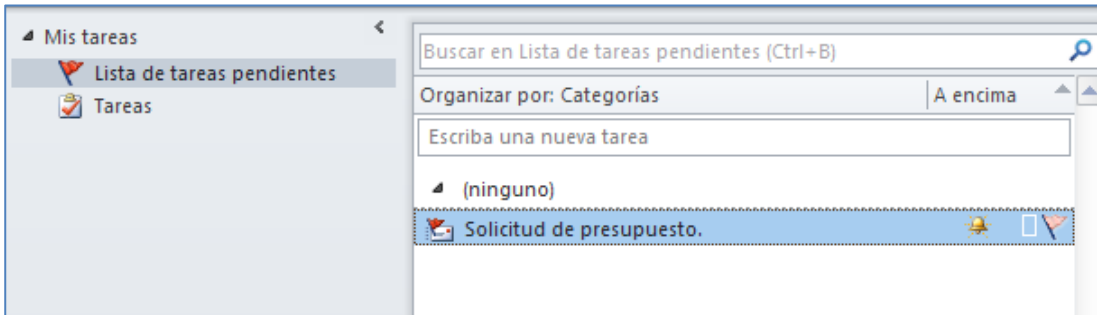 Mis tareas
Lista de tareas pendientes
Tareas
Buscar en Lista de tareas pendientes (Ctrl+B)
Organizar por: Categorías A encima
Escriba una nueva tarea
(ninguno)
Solicitud de presupuesto.